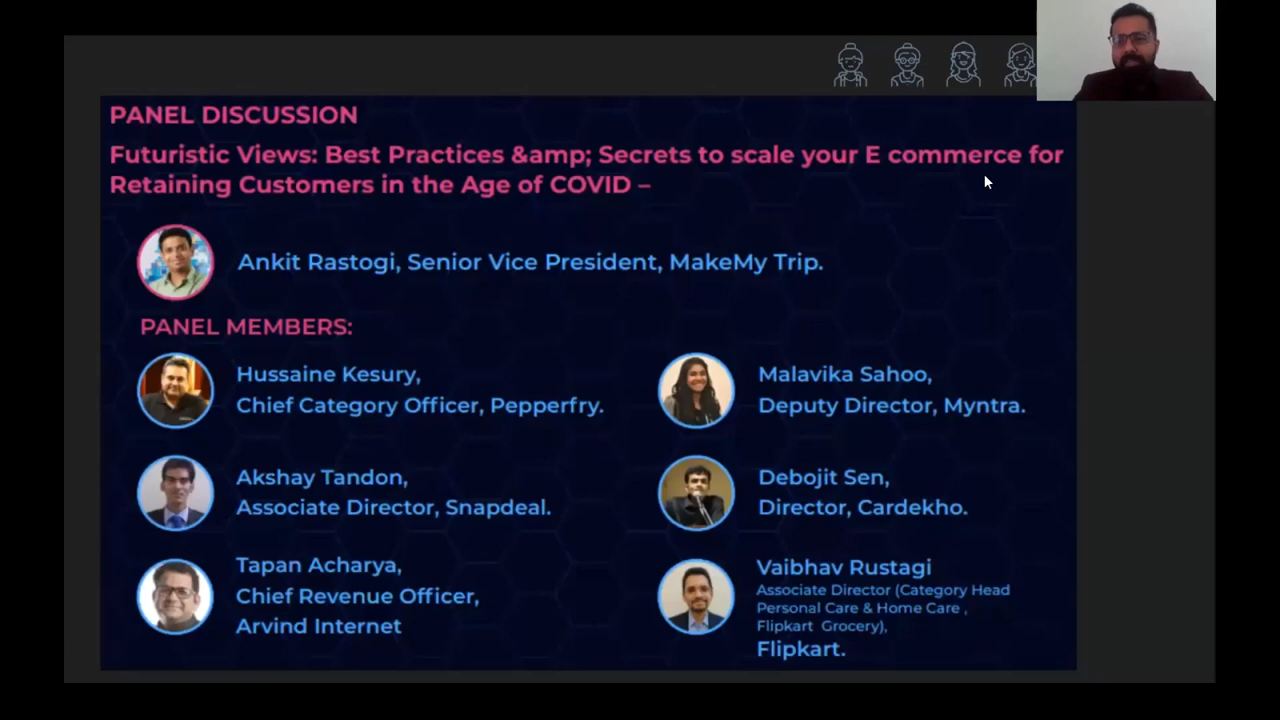 PANEL DISCUSSION
Futuristic Views: Best Practices &amp; Secrets to scale your E commerce for
Retaining Customers in the Age of COVID –
Ankit Rastogi, Senior Vice President, MakeMy Trip.
PANEL MEMBERS:
Hussaine Kesury,
Chief Category Officer, Pepperfry.
Malavika Sahoo,
Deputy Director, Myntra.
Akshay Tandon,
Associate Director, Snapdeal.
Debojit Sen,
Director, Cardekho.
Tapan Acharya,
Chief Revenue Officer,
Arvind Internet
Vaibhav Rustagi
Associate Director (Category Head
Personal Care & Home Care ,
Flipkart Grocery),
Flipkart.